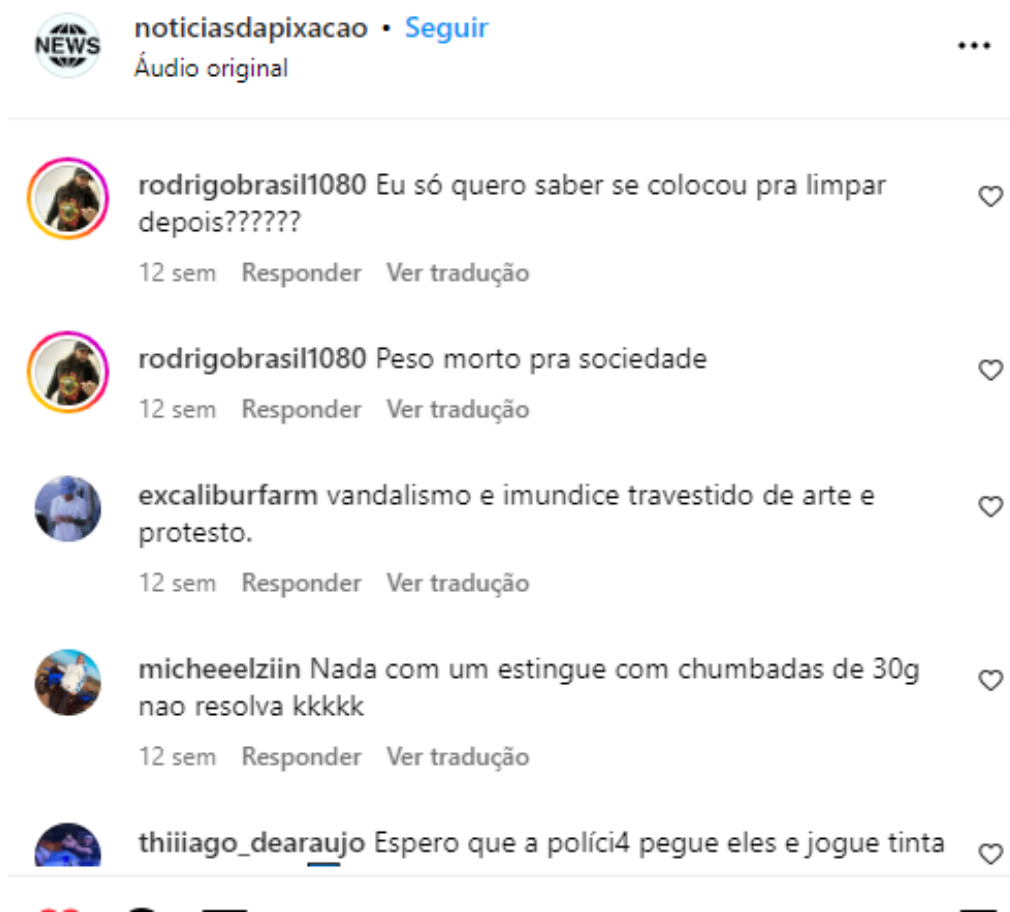 NEWS
noticiasdapixacao • Seguir
Áudio original
rodrigobrasil1080 Eu só quero saber se colocou pra limpar
depois??????
12 sem Responder Ver tradução
rodrigobrasil1080 Peso morto pra sociedade
12 sem Responder Ver tradução
excaliburfarm vandalismo e imundice travestido de arte e
protesto.
12 sem Responder Ver tradução
micheeelziin Nada com um estingue com chumbadas de 30g
nao resolva kkkkk
12 sem Responder Ver tradução
thiiiago_dearaujo Espero que a políci4 pegue eles e jogue tinta